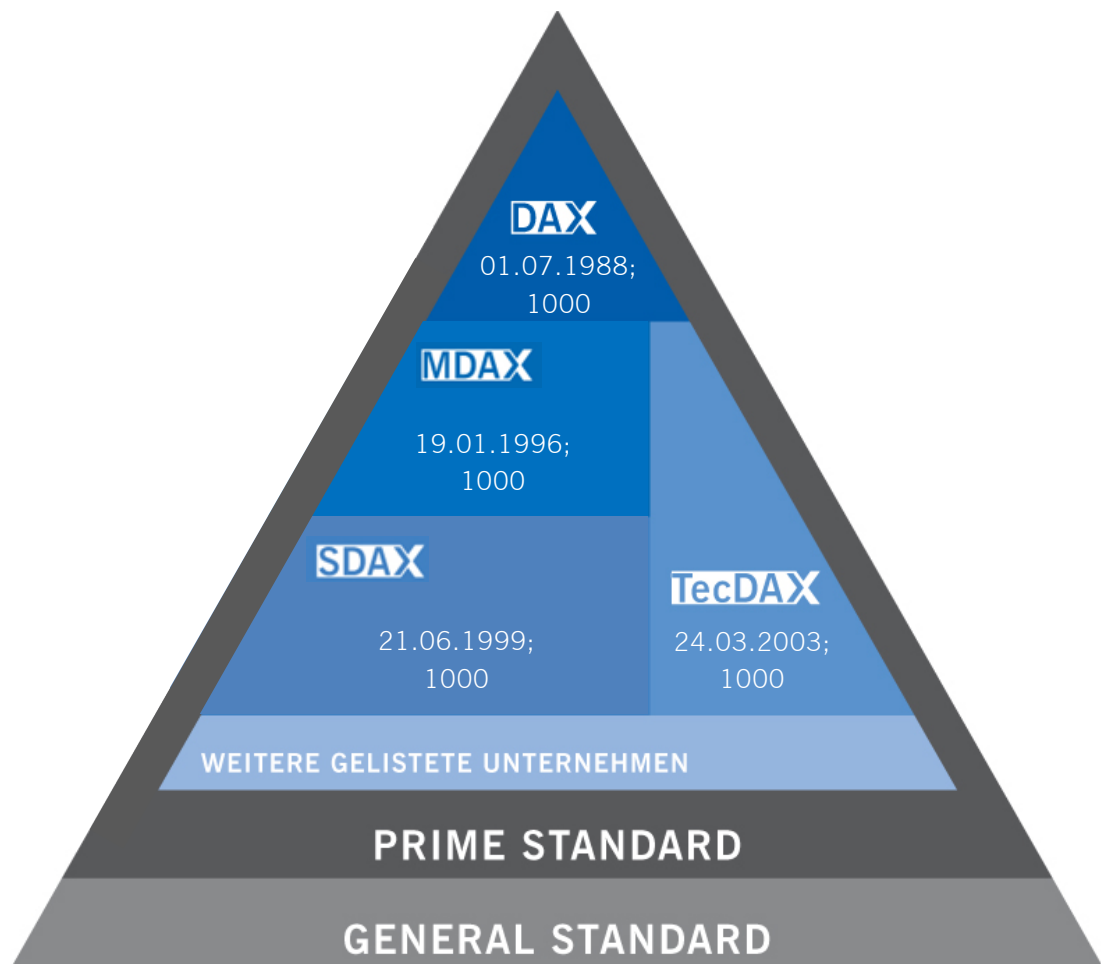 DAX
01.07.1988;
1000
MDAX
19.01.1996;
1000
SDAX
21.06.1999;
1000
TecDAX
24.03.2003;
1000
WEITERE GELISTETE UNTERNEHMEN
PRIME STANDARD
GENERAL STANDARD